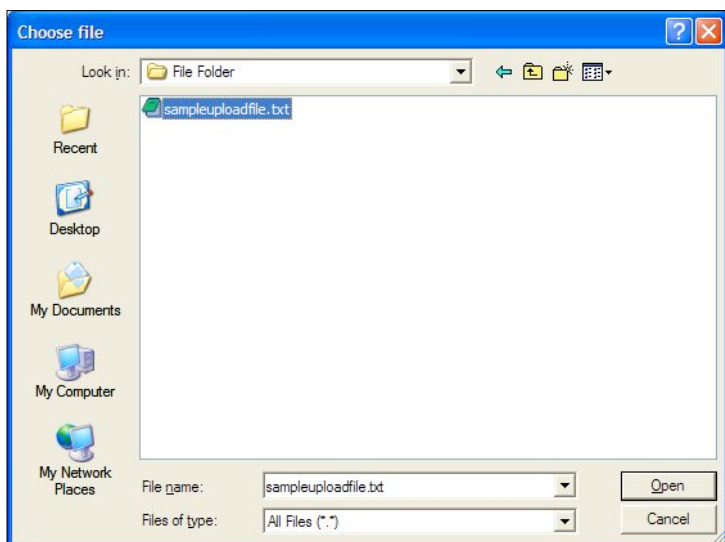 Choose file
Look in:
File Folder
sampleuploadfile.txt
Recent
Desktop
My Documents
My Computer
My Network
Places
File name:
sampleuploadfile.txt
Open
Files of type:
All Files (*.*)
Cancel